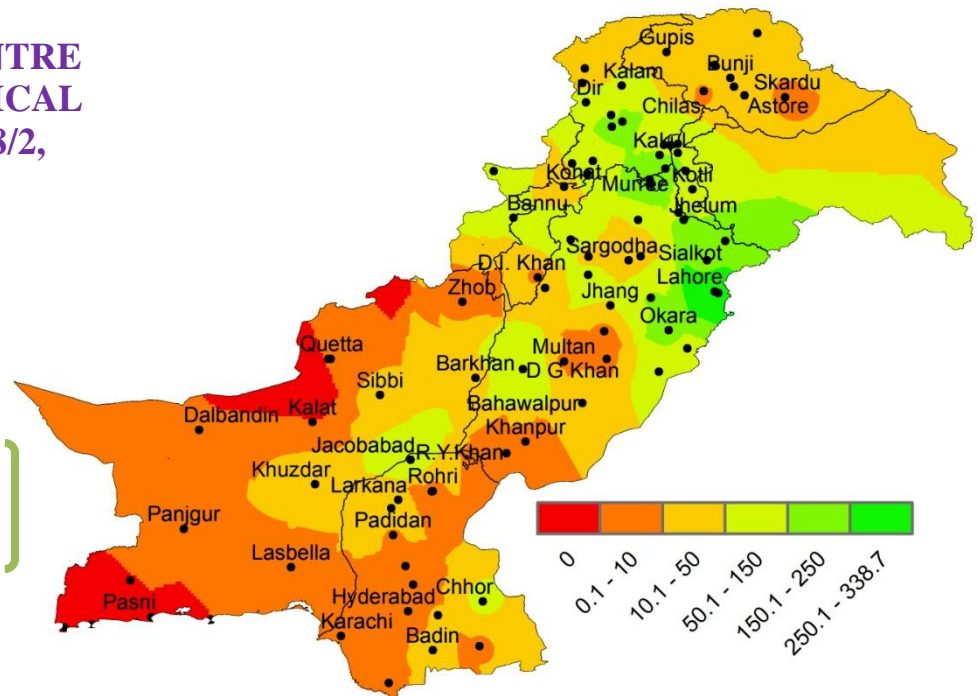 NTRE
ICAL
8/2,
Gupis
Bunji
Kalam
Skardu
Dir
Astore
Chilas
Kakul
Kohat
Kotli
Murree
Bannu
Jhelum
Sargodha
Sialkot
D.I. Khan
Lahore
Zhob
Jhang
Okara
Quetta
Multan
Barkhan
D G Khan
Sibbi
Bahawalpur
Kalat
Dalbandin
Khanpur
Jacobabad
R.Y.Khan
Khuzdar
Rohri
Larkana
Panjgur
Padidan
Lasbella
Chhor
Pasni
Hyderabad
Karachi
Badin
0
0.1 - 10
10.1 - 50
50.1 - 150
150.1 - 250
250.1 - 338.7